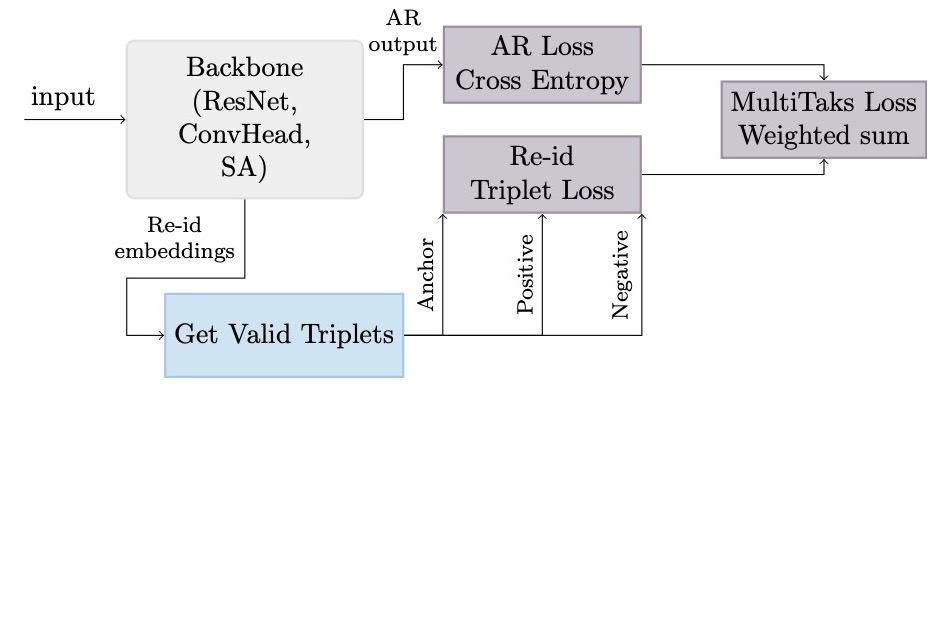 input
Backbone
(ResNet,
ConvHead,
SA)
AR
output
AR Loss
Cross Entropy
MultiTaks Loss
Weighted sum
Re-id
Triplet Loss
Re-id
embeddings
Get Valid Triplets
Anchor
Positive
Negative